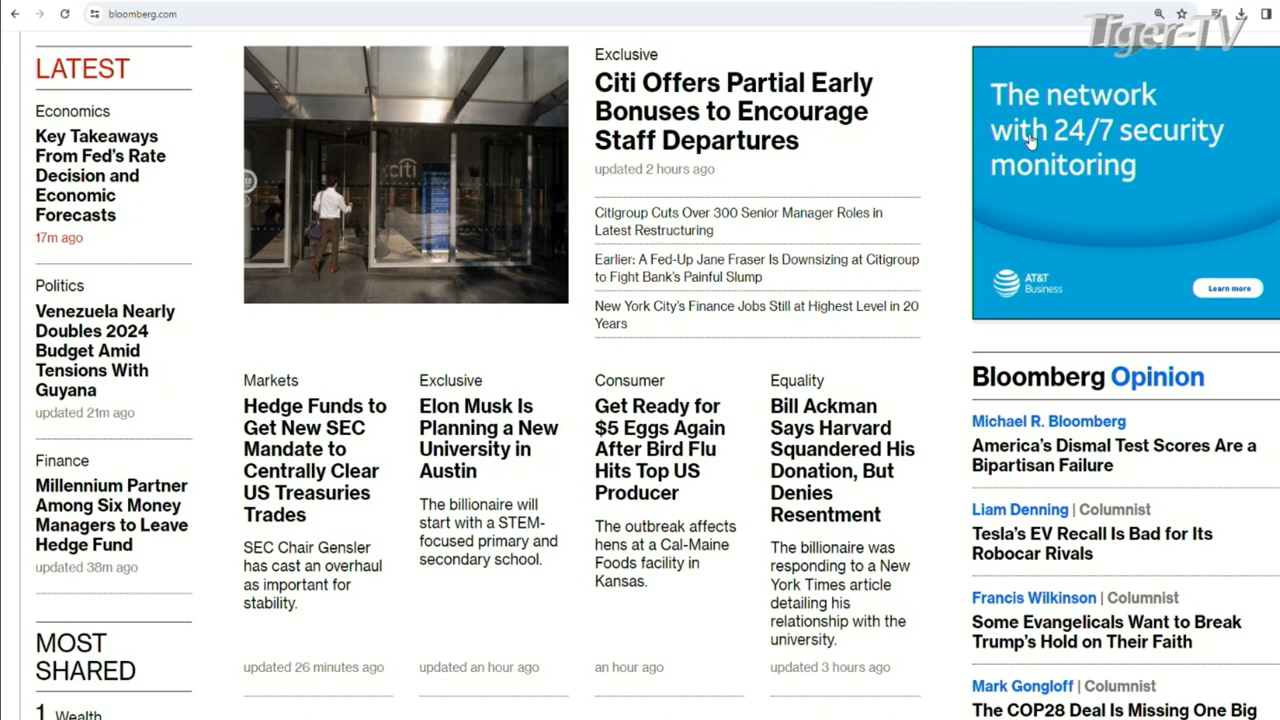 bloomberg.com
Tiger-TV
LATEST
Economics
Key Takeaways
From Fed's Rate
Decision and
Economic
Forecasts
17m ago
Politics
Venezuela Nearly
Doubles 2024
Budget Amid
Tensions With
Guyana
updated 21m ago
Finance
Millennium Partner
Among Six Money
Managers to Leave
Hedge Fund
updated 38m ago
MOST
SHARED
1 Wealth
citi
Exclusive
Citi Offers Partial Early
Bonuses to Encourage
Staff Departures
updated 2 hours ago
Citigroup Cuts Over 300 Senior Manager Roles in
Latest Restructuring
Earlier: A Fed-Up Jane Fraser Is Downsizing at Citigroup
to Fight Bank's Painful Slump
New York City's Finance Jobs Still at Highest Level in 20
Years
Markets
Hedge Funds to
Get New SEC
Mandate to
Centrally Clear
US Treasuries
Trades
SEC Chair Gensler
has cast an overhaul
as important for
stability.
updated 26 minutes ago
Exclusive
Elon Musk Is
Planning a New
University in
Austin
The billionaire will
start with a STEM-
focused primary and
secondary school.
updated an hour ago
Consumer
Get Ready for
$5 Eggs Again
After Bird Flu
Hits Top US
Producer
The outbreak affects
hens at a Cal-Maine
Foods facility in
Kansas.
an hour ago
Equality
Bill Ackman
Says Harvard
Squandered His
Donation, But
Denies
Resentment
The billionaire was
responding to a New
York Times article
detailing his
relationship with the
university.
updated 3 hours ago
The network
with 24/7 security
monitoring
AT&T
Business
Learn more
Bloomberg Opinion
Michael R. Bloomberg
America's Dismal Test Scores Are a
Bipartisan Failure
Liam Denning | Columnist
Tesla's EV Recall Is Bad for Its
Robocar Rivals
Francis Wilkinson | Columnist
Some Evangelicals Want to Break
Trump's Hold on Their Faith
Mark Gongloff | Columnist
The COP28 Deal Is Missing One Big